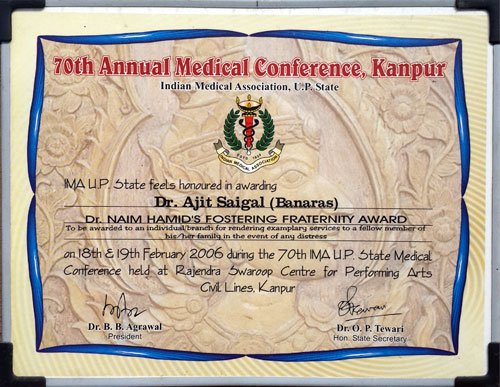 70th Annual Medical Conference, Kanpur
Indian Medical Association, U.P. State
INDIAN MEDICAL ASSOCIATION
IMA U.P. State feels honoured in awarding
Dr. Ajit Saigal (Banaras)
Dr. NAIM HAMID'S FOSTERING FRATERNITY AWARD
To be awarded to an individual/branch for rendering examplary services to a fellow member of
his/her family in the event of any distress
on 18th & 19th February 2006 during the 70th IMA U.P. State Medical
Conference held at Rajendra Swaroop Centre for Performing Arts
Civil Lines, Kanpur
Dr. B. B. Agrawal
President
Dr. O. P. Tewari
Hon. State Secretary